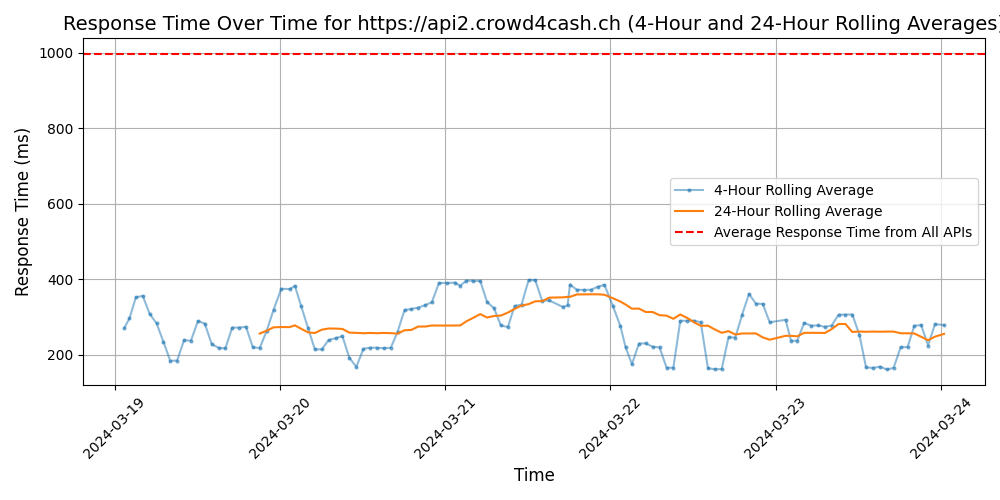 Response Time Over Time for https://api2.crowd4cash.ch (4-Hour and 24-Hour Rolling Averages)
Response Time (ms)
1000
800
600
400
200
4-Hour Rolling Average
24-Hour Rolling Average
Average Response Time from All APIs
2024-03-19
2024-03-20
2024-03-21
2024-03-22
2024-03-23
2024-03-24
Time